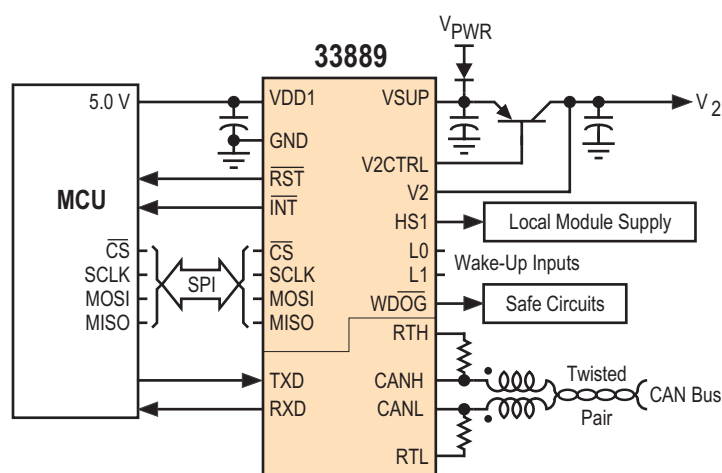 V PWR
33889
5.0 V
VDD1
VSUP
V 2
GND
V2CTRL
RST
V2
MCU
INT
HS1
Local Module Supply
CS
CS
L0
SCLK
SPI
SCLK
L1
Wake-Up Inputs
MOSI
MOSI
WDOG
Safe Circuits
MISO
MISO
RTH
TXD
CANH
Twisted
CAN Bus
RXD
CANL
Pair
RTL